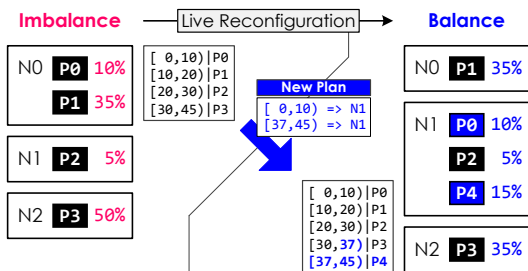 Imbalance
Live Reconfiguration
Balance
N0 P0 10%
P1 35%
N1 P2 5%
N2 P3 50%
[ 0,10)|P0
[10,20)|P1
[20,30)|P2
[30,45)|P3
New Plan
[ 0,10) => N1
[37,45) => N1
[ 0,10)|P0
[10,20)|P1
[20,30)|P2
[30,37)|P3
[37,45)|P4
N0 P1 35%
N1 P0 10%
P2 5%
P4 15%
N2 P3 35%